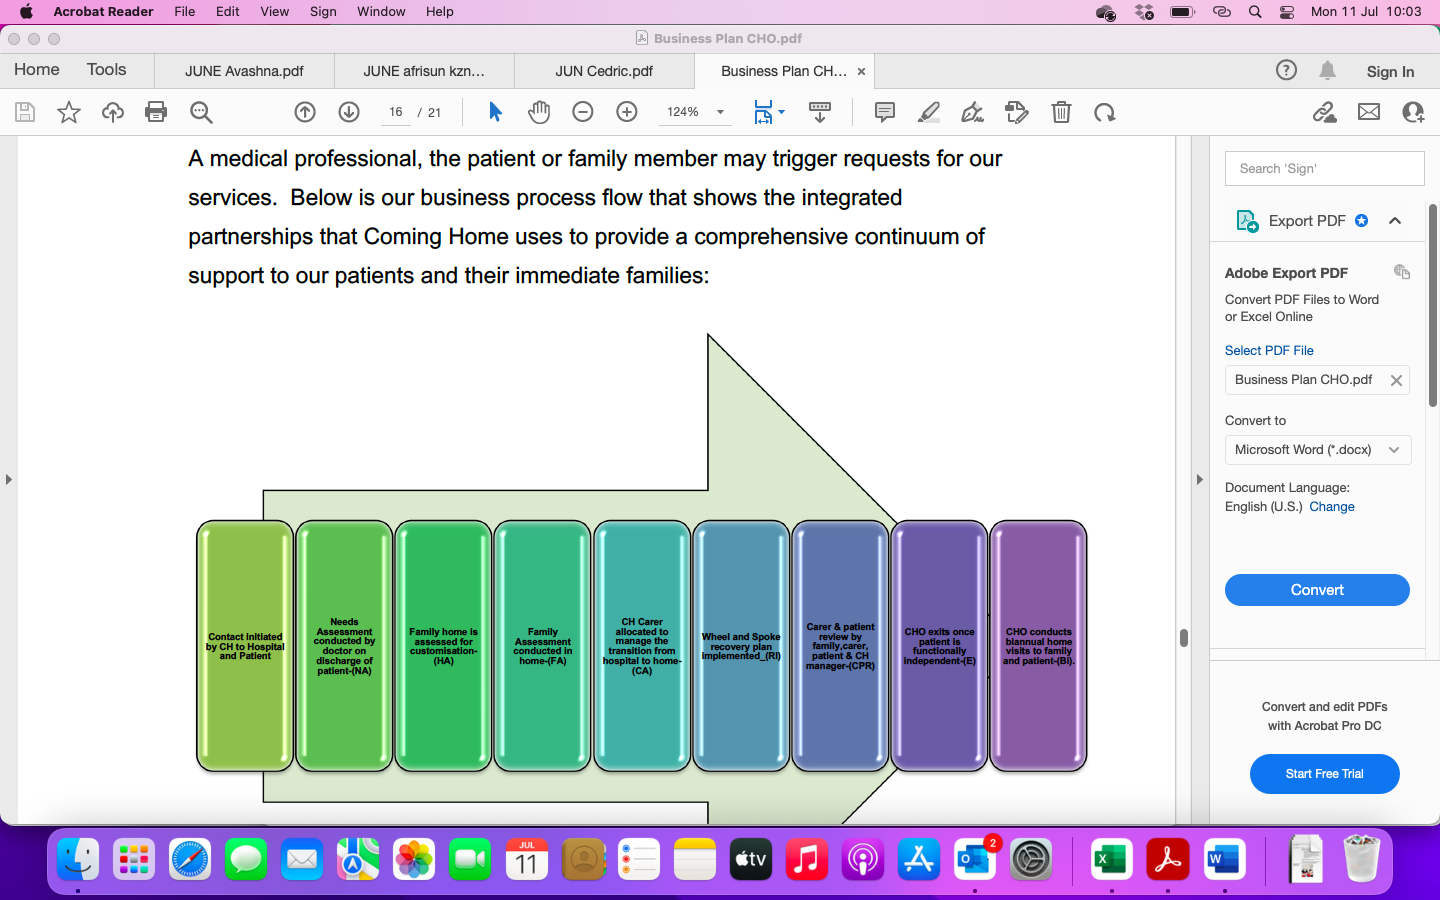 Acrobat Reader File Edit View Sign Window Help
Mon 11 Jul 10:03
Business Plan CHO.pdf
Home Tools
JUNE Avashna.pdf
JUNE afrisun kzn...
JUN Cedric.pdf
Business Plan CH... ×
Sign In
16 / 21
124%
A medical professional, the patient or family member may trigger requests for our
services. Below is our business process flow that shows the integrated
partnerships that Coming Home uses to provide a comprehensive continuum of
support to our patients and their immediate families:
Contact initiated
by CH to Hospital
and Patient
Needs
Assessment
conducted by
doctor on
discharge of
patient-(NA)
Family home is
assessed for
customisation-
(HA)
Family
Assessment
conducted in
home-(FA)
CH Carer
allocated to
manage the
transition from
hospital to home-
(CA)
Wheel and Spoke
recovery plan
implemented_(RI)
Carer & patient
review by
family,carer,
patient & CH
manager-(CPR)
CHO exits once
patient is
functionally
independent-(E)
CHO conducts
biannual home
visits to family
and patient-(Bi).
Search 'Sign'
Export PDF
Adobe Export PDF
Convert PDF Files to Word
or Excel Online
Select PDF File
Business Plan CHO.pdf
Convert to
Microsoft Word (*.docx)
Document Language:
English (U.S.) Change
Convert
Convert and edit PDFs
with Acrobat Pro DC
Start Free Trial
JUL
11
tv
2